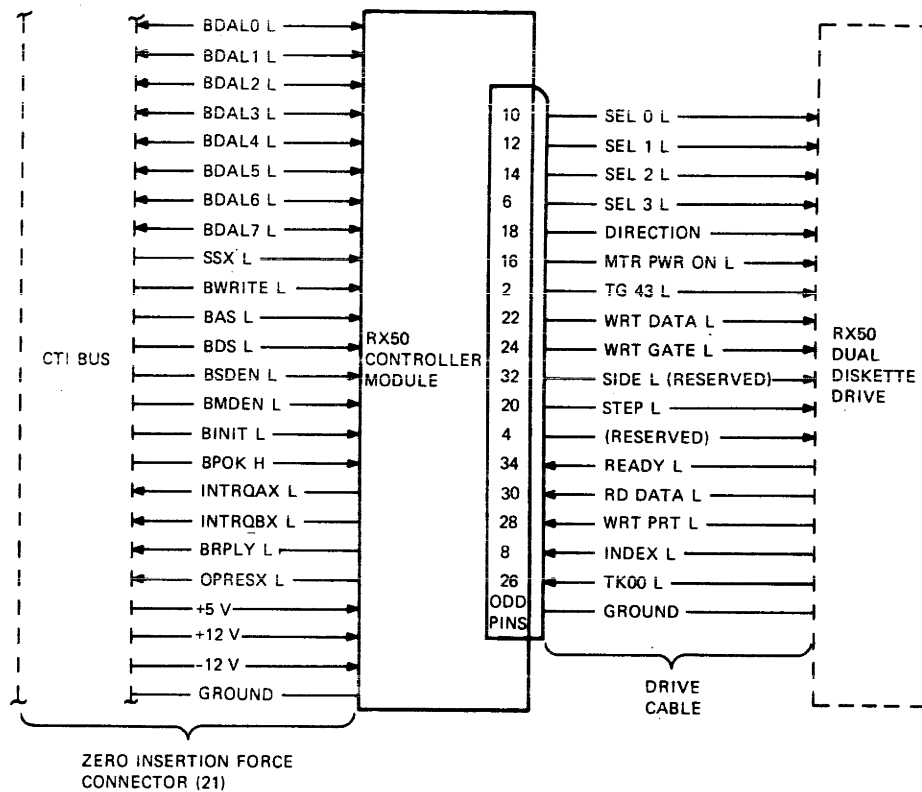 BDAL0 L
BDAL1 L
BDAL2 L
BDAL3 L
BDAL4 L
BDAL5 L
BDAL6 L
BDAL7 L
SSX L
BWRITE L
BAS L
BDS L
BSDEN L
BMDEN L
BINIT L
BPOK H
INTRQAX L
INTRQBX L
BRPLY L
OPRESX L
+5 V
+12 V
-12 V
GROUND
CTI BUS
ZERO INSERTION FORCE
CONNECTOR (21)
RX50
CONTROLLER
MODULE
10 SEL 0 L
12 SEL 1 L
14 SEL 2 L
6 SEL 3 L
18 DIRECTION
16 MTR PWR ON L
2 TG 43 L
22 WRT DATA L
24 WRT GATE L
32 SIDE L (RESERVED)
20 STEP L
4 (RESERVED)
34 READY L
30 RD DATA L
28 WRT PRT L
8 INDEX L
26 TK00 L
ODD
PINS
GROUND
DRIVE
CABLE
RX50
DUAL
DISKETTE
DRIVE